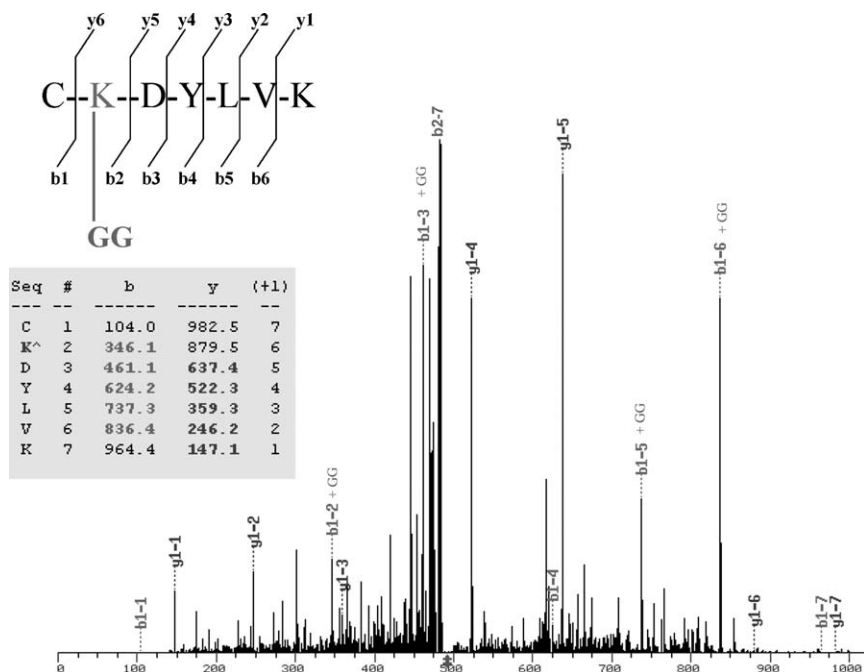 y6 y5 y4 y3 y2 y1
C-K-D-Y-L-V-K
b1 b2 b3 b4 b5 b6
GG
Seq # b y (+1)
--- -- ------ ------ --
C 1 104.0 982.5 7
K^ 2 346.1 879.5 6
D 3 461.1 637.4 5
Y 4 624.2 522.3 4
L 5 737.3 359.3 3
V 6 836.4 246.2 2
K 7 964.4 147.1 1
b1-1
y1-1
y1-2
b1-2 + GG
y1-3
b1-3 + GG
b2-7
y1-4
b1-4
y1-5
b1-5 + GG
b1-6 + GG
y1-6
b1-7
y1-7
0 100 200 300 400 500 600 700 800 900 1000